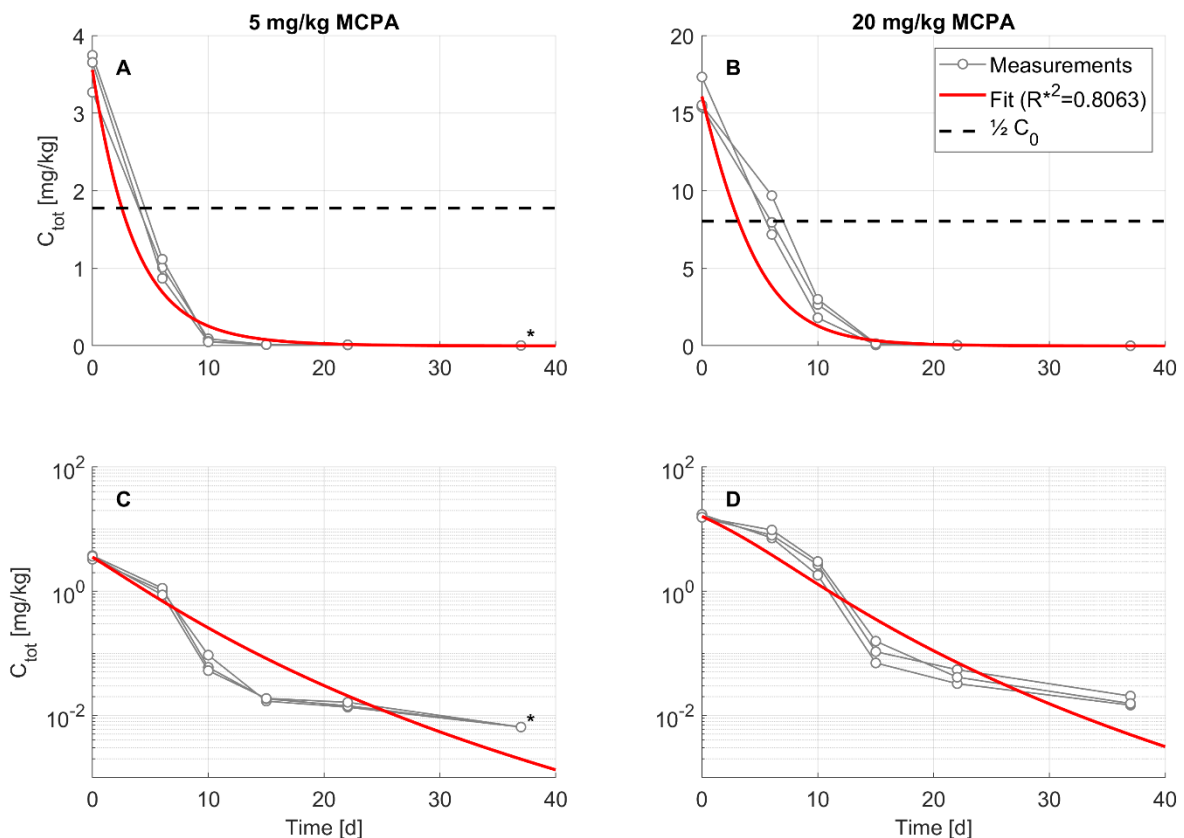 5 mg/kg MCPA
20 mg/kg MCPA
A
4
3
2
1
0
C_tot [mg/kg]
*
0 10 20 30 40
B
20
15
10
5
0
Measurements
Fit (R*²=0.8063)
½ C₀
0 10 20 30 40
C
10²
10⁰
10⁻²
C_tot [mg/kg]
*
0 10 20 30 40
Time [d]
D
10²
10⁰
10⁻²
0 10 20 30 40
Time [d]